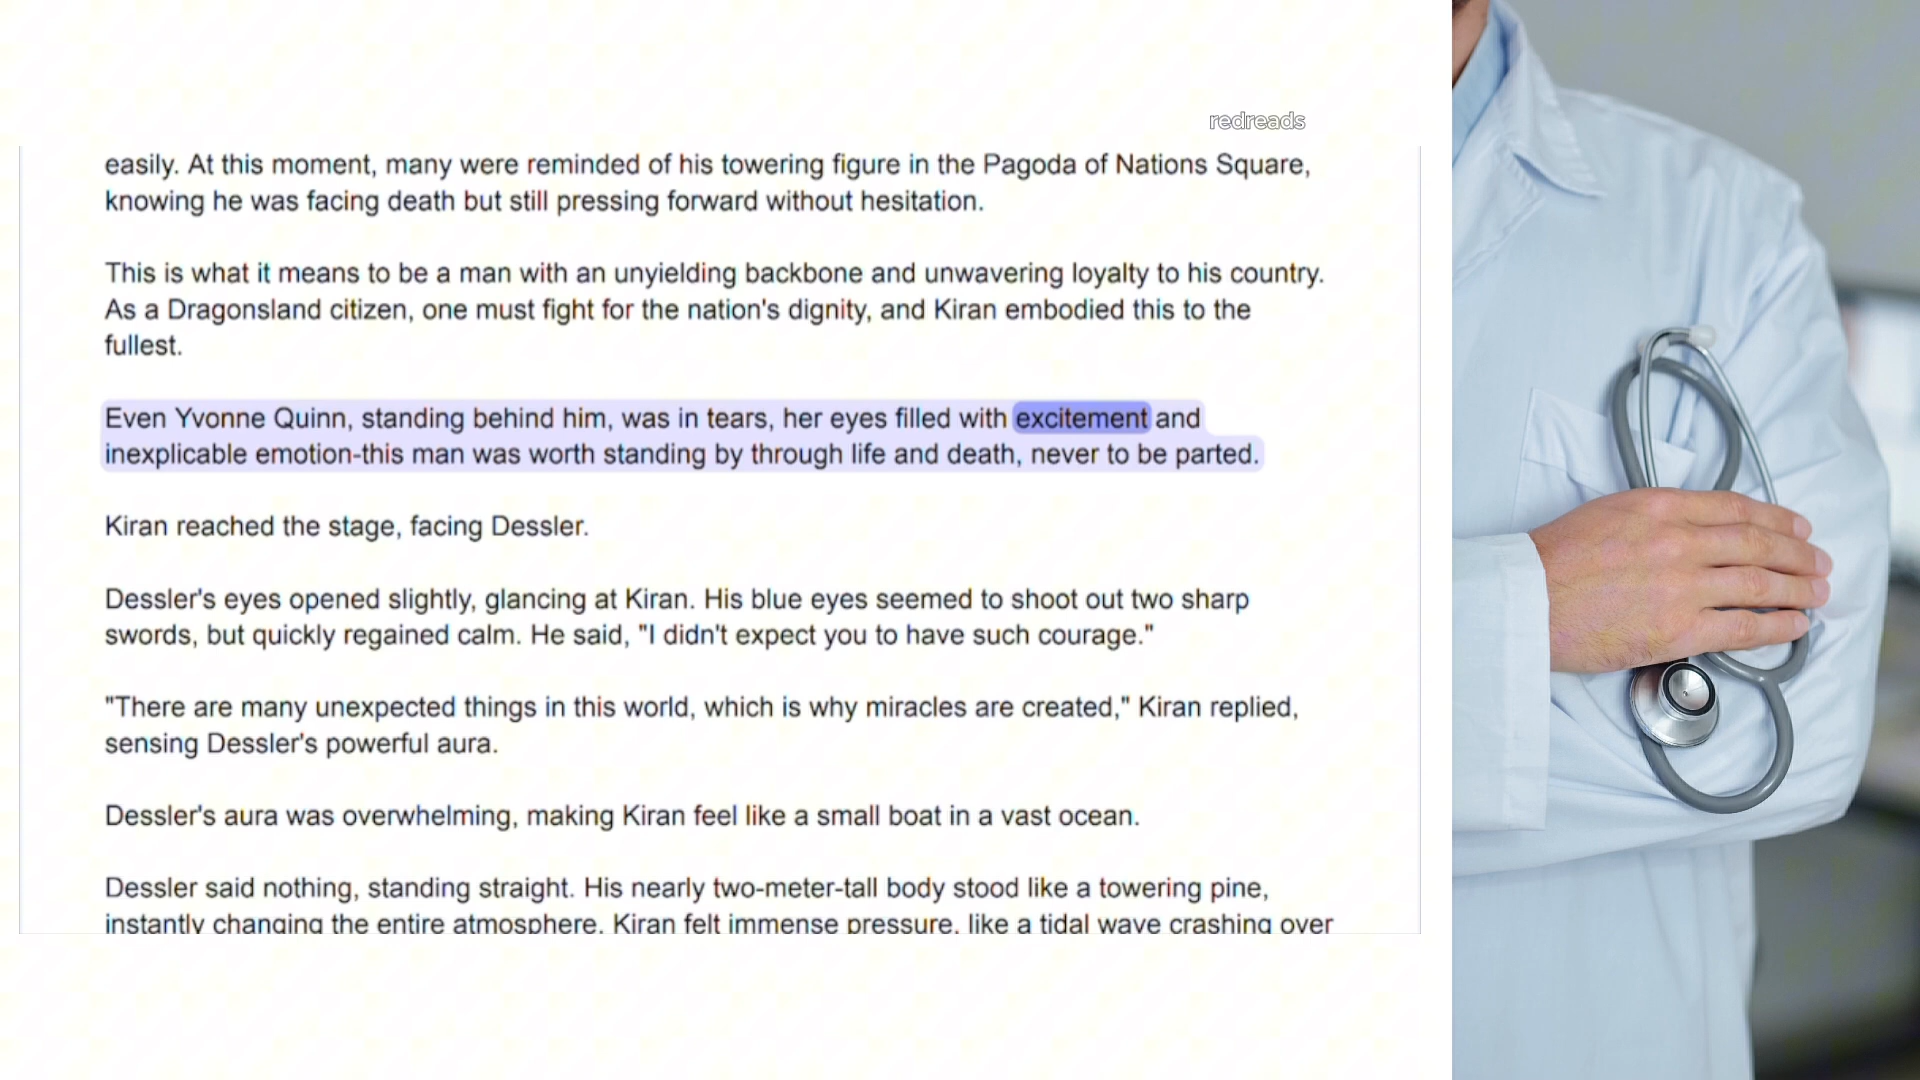 redreads
easily. At this moment, many were reminded of his towering figure in the Pagoda of Nations Square,
knowing he was facing death but still pressing forward without hesitation.
This is what it means to be a man with an unyielding backbone and unwavering loyalty to his country.
As a Dragonsland citizen, one must fight for the nation's dignity, and Kiran embodied this to the
fullest.
Even Yvonne Quinn, standing behind him, was in tears, her eyes filled with excitement and
inexplicable emotion-this man was worth standing by through life and death, never to be parted.
Kiran reached the stage, facing Dessler.
Dessler's eyes opened slightly, glancing at Kiran. His blue eyes seemed to shoot out two sharp
swords, but quickly regained calm. He said, "I didn't expect you to have such courage."
"There are many unexpected things in this world, which is why miracles are created," Kiran replied,
sensing Dessler's powerful aura.
Dessler's aura was overwhelming, making Kiran feel like a small boat in a vast ocean.
Dessler said nothing, standing straight. His nearly two-meter-tall body stood like a towering pine,
instantly changing the entire atmosphere. Kiran felt immense pressure, like a tidal wave crashing over